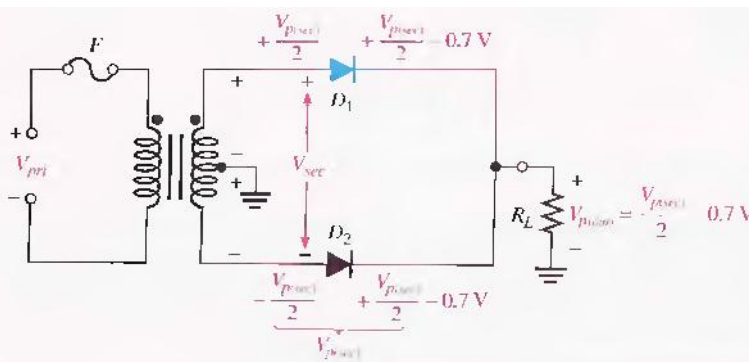 + V_p(sec)/2
+ V_p(sec)/2 − 0.7 V
F
+
+
D₁
+
V_pri
−
−
+
V_sec
+
R_L
V_p(out) = V_p(sec)/2 − 0.7 V
−
D₂
−
−
− V_p(sec)/2
+ V_p(sec)/2 − 0.7 V
V_p(sec)